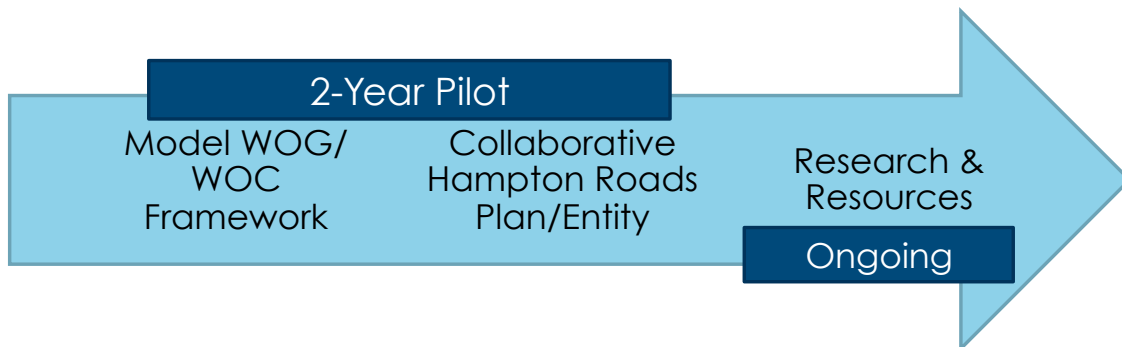 2-Year Pilot
Model WOG/
WOC
Framework
Collaborative
Hampton Roads
Plan/Entity
Research &
Resources
Ongoing